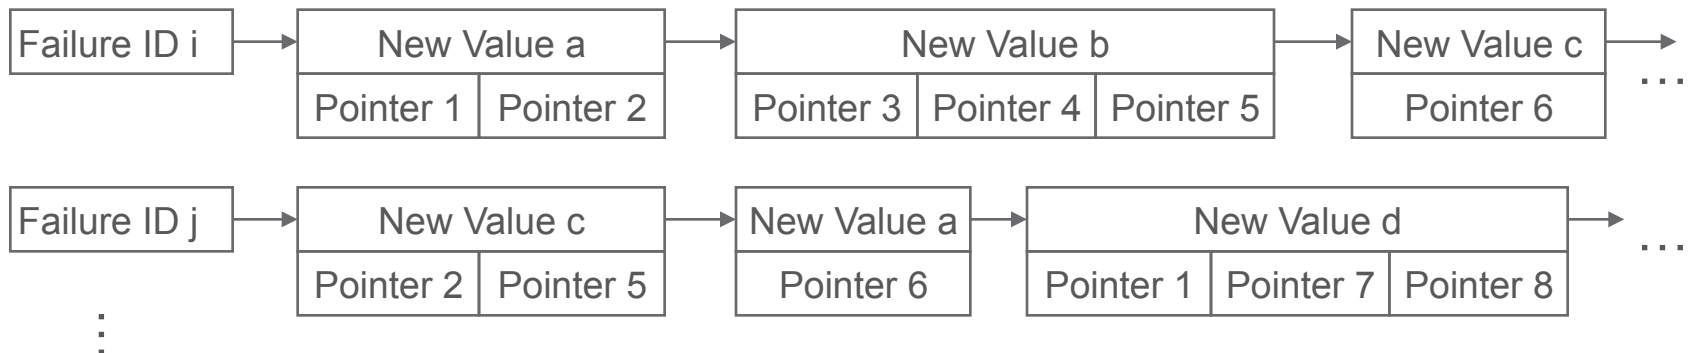 Failure ID i New Value a New Value b New Value c
Pointer 1 Pointer 2 Pointer 3 Pointer 4 Pointer 5 Pointer 6 ...
Failure ID j New Value c New Value a New Value d
Pointer 2 Pointer 5 Pointer 6 Pointer 1 Pointer 7 Pointer 8 ...
⋮